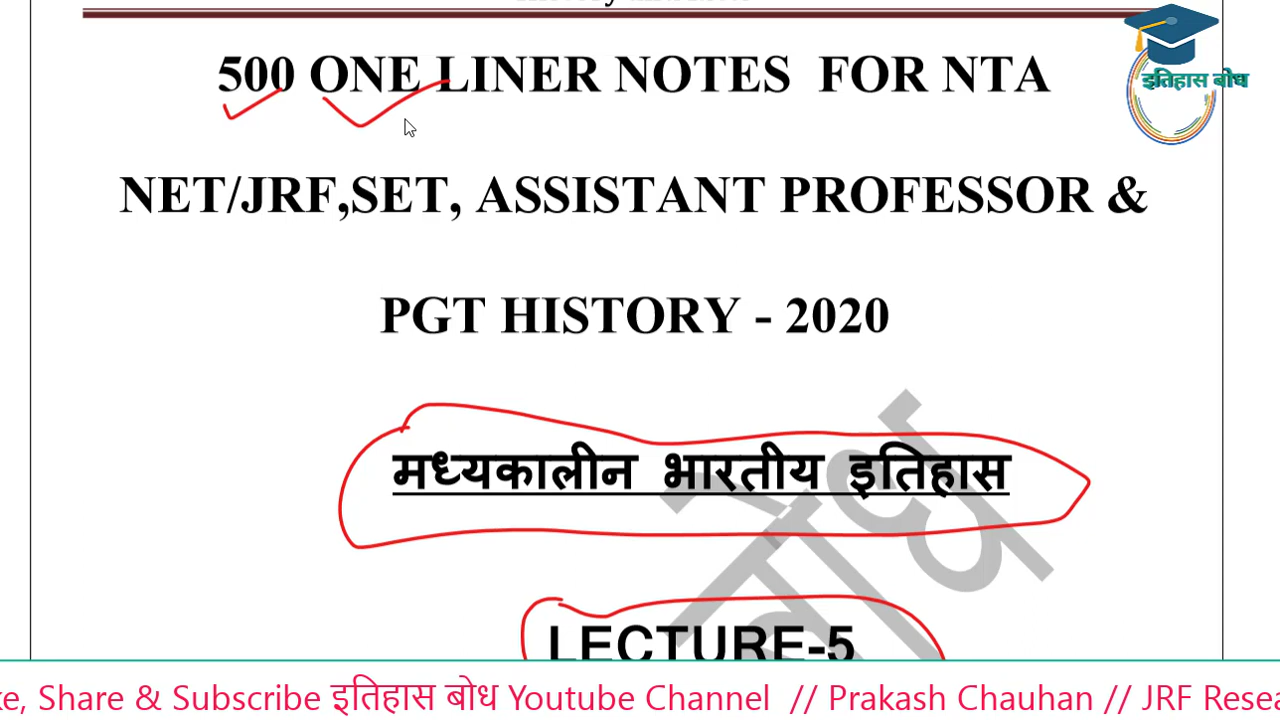 इतिहास बोध
500 ONE LINER NOTES FOR NTA
NET/JRF,SET, ASSISTANT PROFESSOR &
PGT HISTORY - 2020
मध्यकालीन भारतीय इतिहास
बोध
LECTURE-5
Share & Subscribe इतिहास बोध Youtube Channel // Prakash Chauhan // JRF